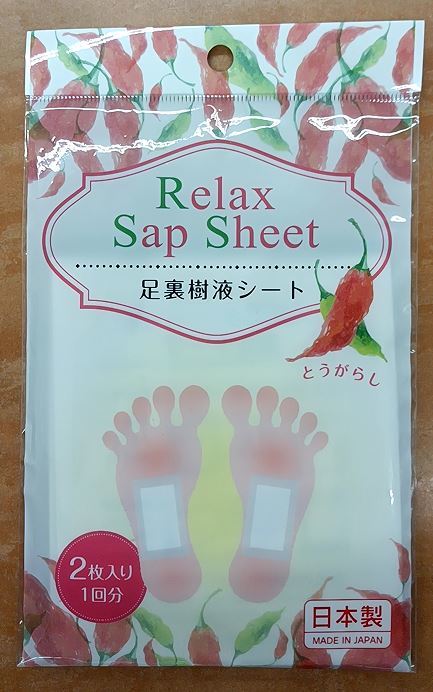 Relax
Sap Sheet
足裏樹液シート
とうがらし
2枚入り
1回分
日本製
MADE IN JAPAN